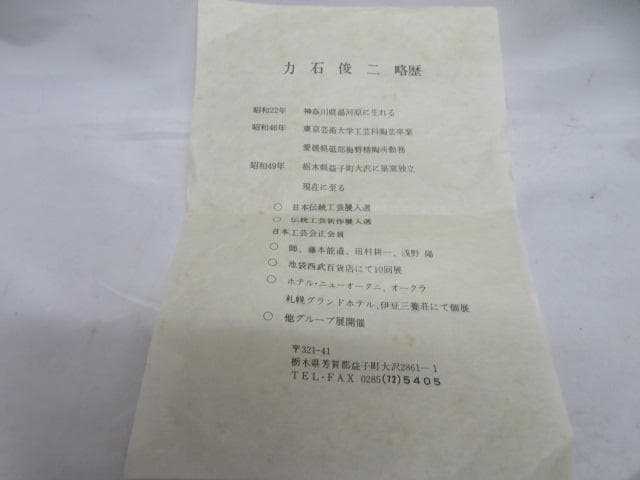 力石俊二 略歴
昭和22年 神奈川県湯河原に生れる
昭和46年 東京芸術大学工芸科陶芸卒業
愛媛県砥部梅野精陶所勤務
昭和49年 栃木県益子町大沢に築窯独立
現在に至る
○ 日本伝統工芸展入選
○ 伝統工芸新作展入選
日本工芸会正会員
○ 師、藤本能道、田村耕一、浅野 陽
○ 池袋西武百貨店にて10回展
○ ホテル・ニューオータニ、オークラ
札幌グランドホテル、伊豆三養荘にて個展
○ 他グループ展開催
〒321-41
栃木県芳賀郡益子町大沢2861-1
TEL・FAX 0285(72)5405